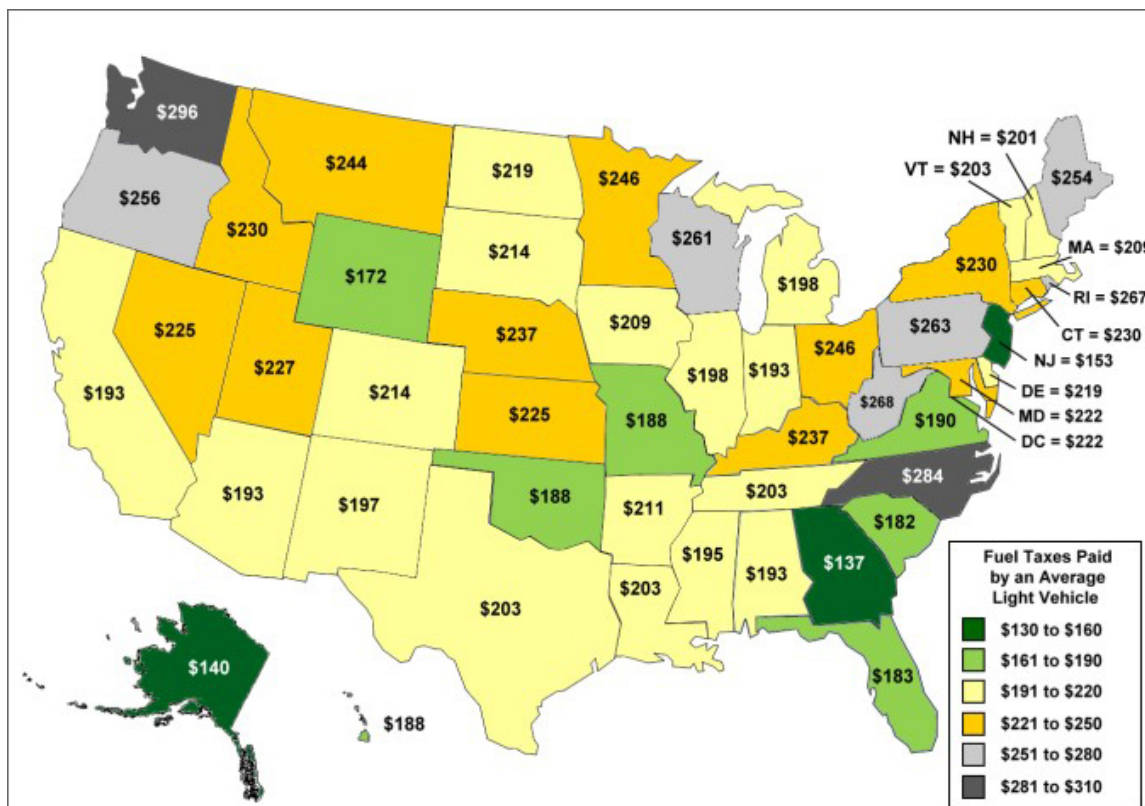 $296
$244
$219
$246
NH = $201
VT = $203
$254
$256
$230
$172
$214
$261
$198
$230
MA = $209
RI = $267
CT = $230
NJ = $153
DE = $219
MD = $222
DC = $222
$193
$225
$227
$214
$237
$209
$198
$193
$246
$263
$268
$190
$225
$188
$237
$193
$197
$188
$211
$203
$284
$182
$203
$203
$195
$193
$137
$183
$140
$188
Fuel Taxes Paid
by an Average
Light Vehicle
$130 to $160
$161 to $190
$191 to $220
$221 to $250
$251 to $280
$281 to $310